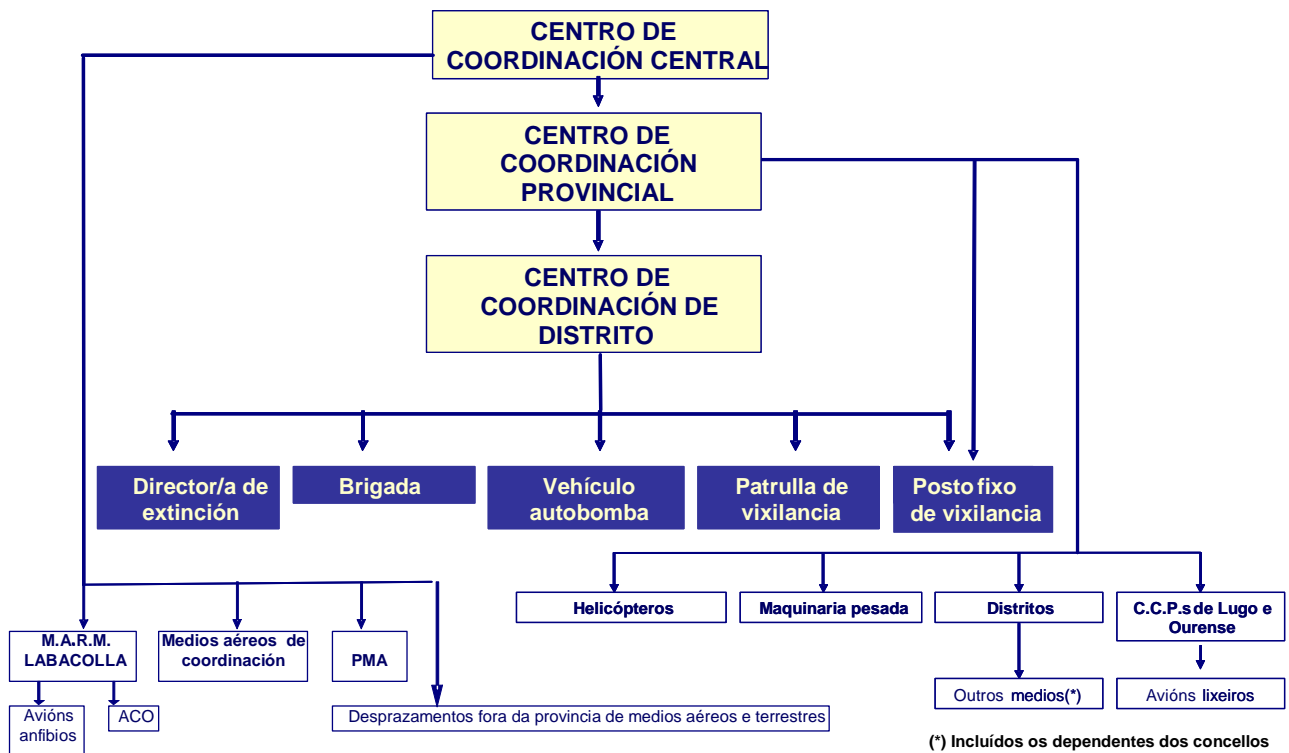 CENTRO DE
COORDINACIÓN CENTRAL
CENTRO DE
COORDINACIÓN
PROVINCIAL
CENTRO DE
COORDINACIÓN DE
DISTRITO
Director/a de
extinción
Brigada
Vehículo
autobomba
Patrulla de
vixilancia
Posto fixo
de vixilancia
Helicópteros
Maquinaria pesada
Distritos
C.C.P.s de Lugo e
Ourense
M.A.R.M.
LABACOLLA
Medios aéreos de
coordinación
PMA
Outros medios(*)
Avións lixeiros
Avións
anfibios
ACO
Desprazamentos fora da provincia de medios aéreos e terrestres
(*) Incluídos os dependentes dos concellos